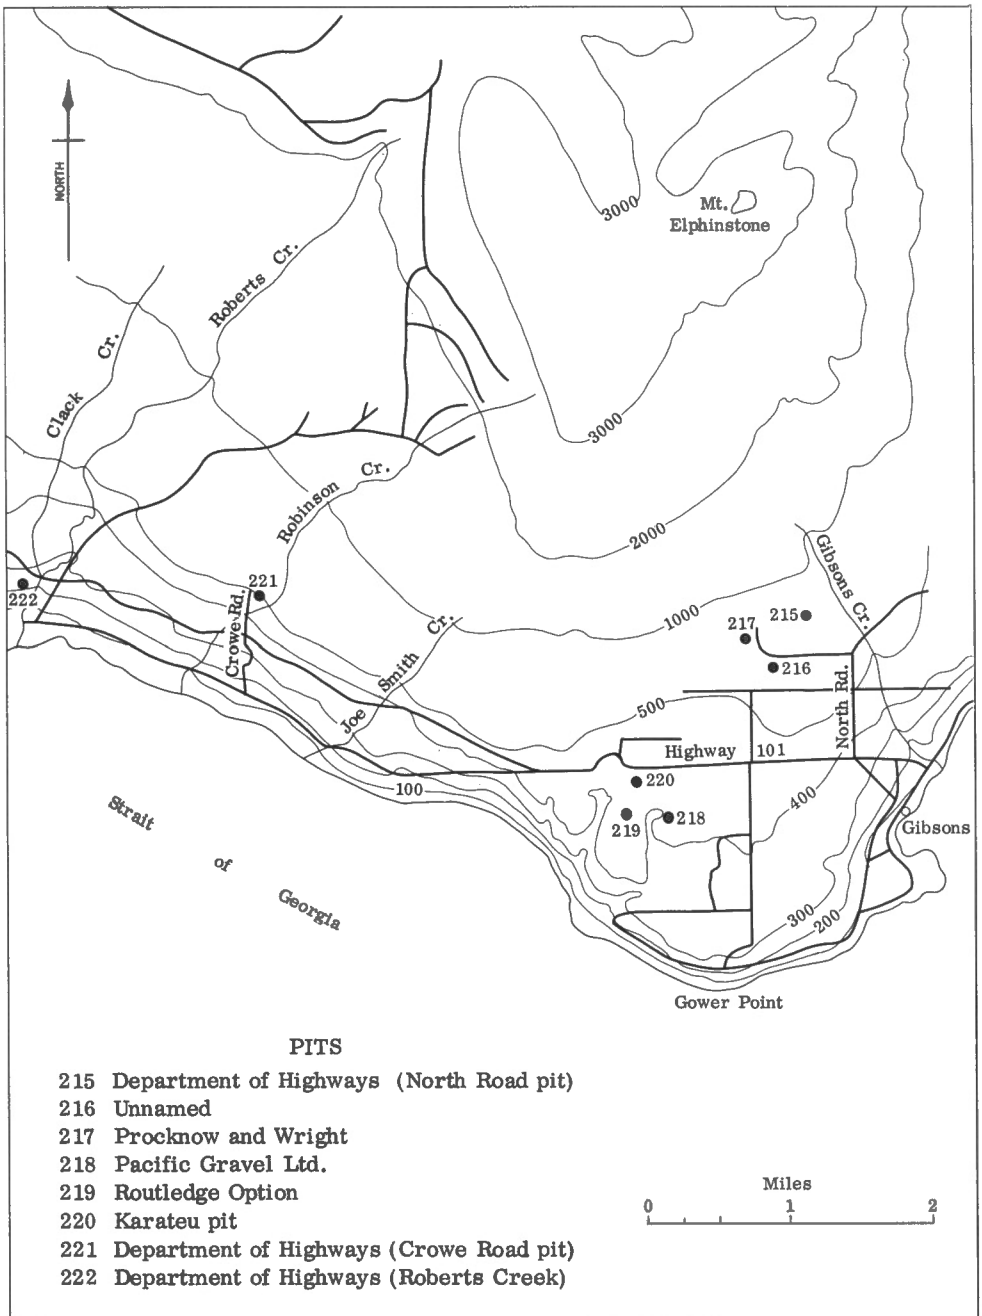 NORTH
3000
Mt.
Elphinstone
Roberts Cr.
Clack Cr.
3000
Robinson Cr.
2000
Gibsons Cr.
221
222
Crowe Rd.
1000
215
217
216
Joe Smith Cr.
North Rd.
500
Highway 101
220
100
400
219
218
Gibsons
Strait
of
Georgia
300
200
Gower Point
PITS
215 Department of Highways (North Road pit)
216 Unnamed
217 Procknow and Wright
218 Pacific Gravel Ltd.
219 Routledge Option
220 Karateu pit
221 Department of Highways (Crowe Road pit)
222 Department of Highways (Roberts Creek)
Miles
0 1 2